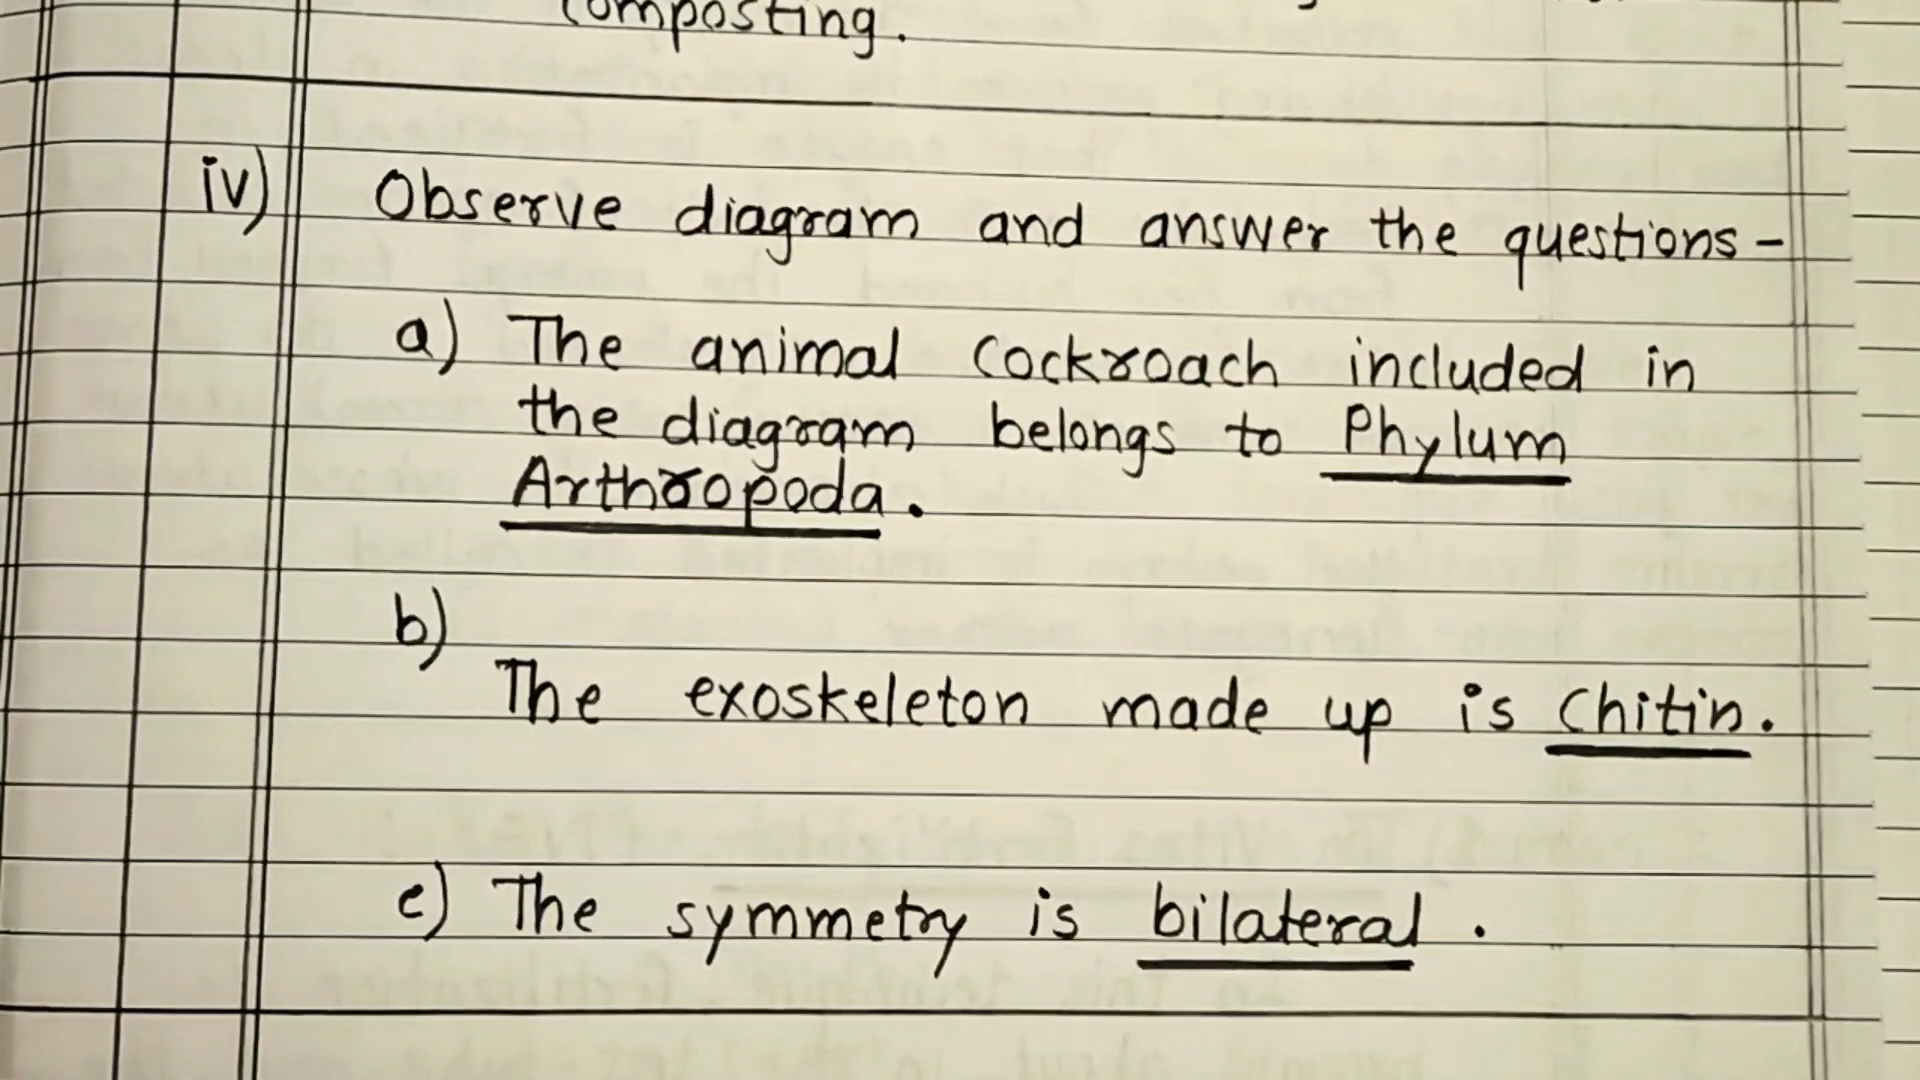 composting.
iv) Observe diagram and answer the questions -
a) The animal Cockroach included in
the diagram belongs to Phylum
Arthropoda.
b)
The exoskeleton made up is Chitin.
c) The symmetry is bilateral.